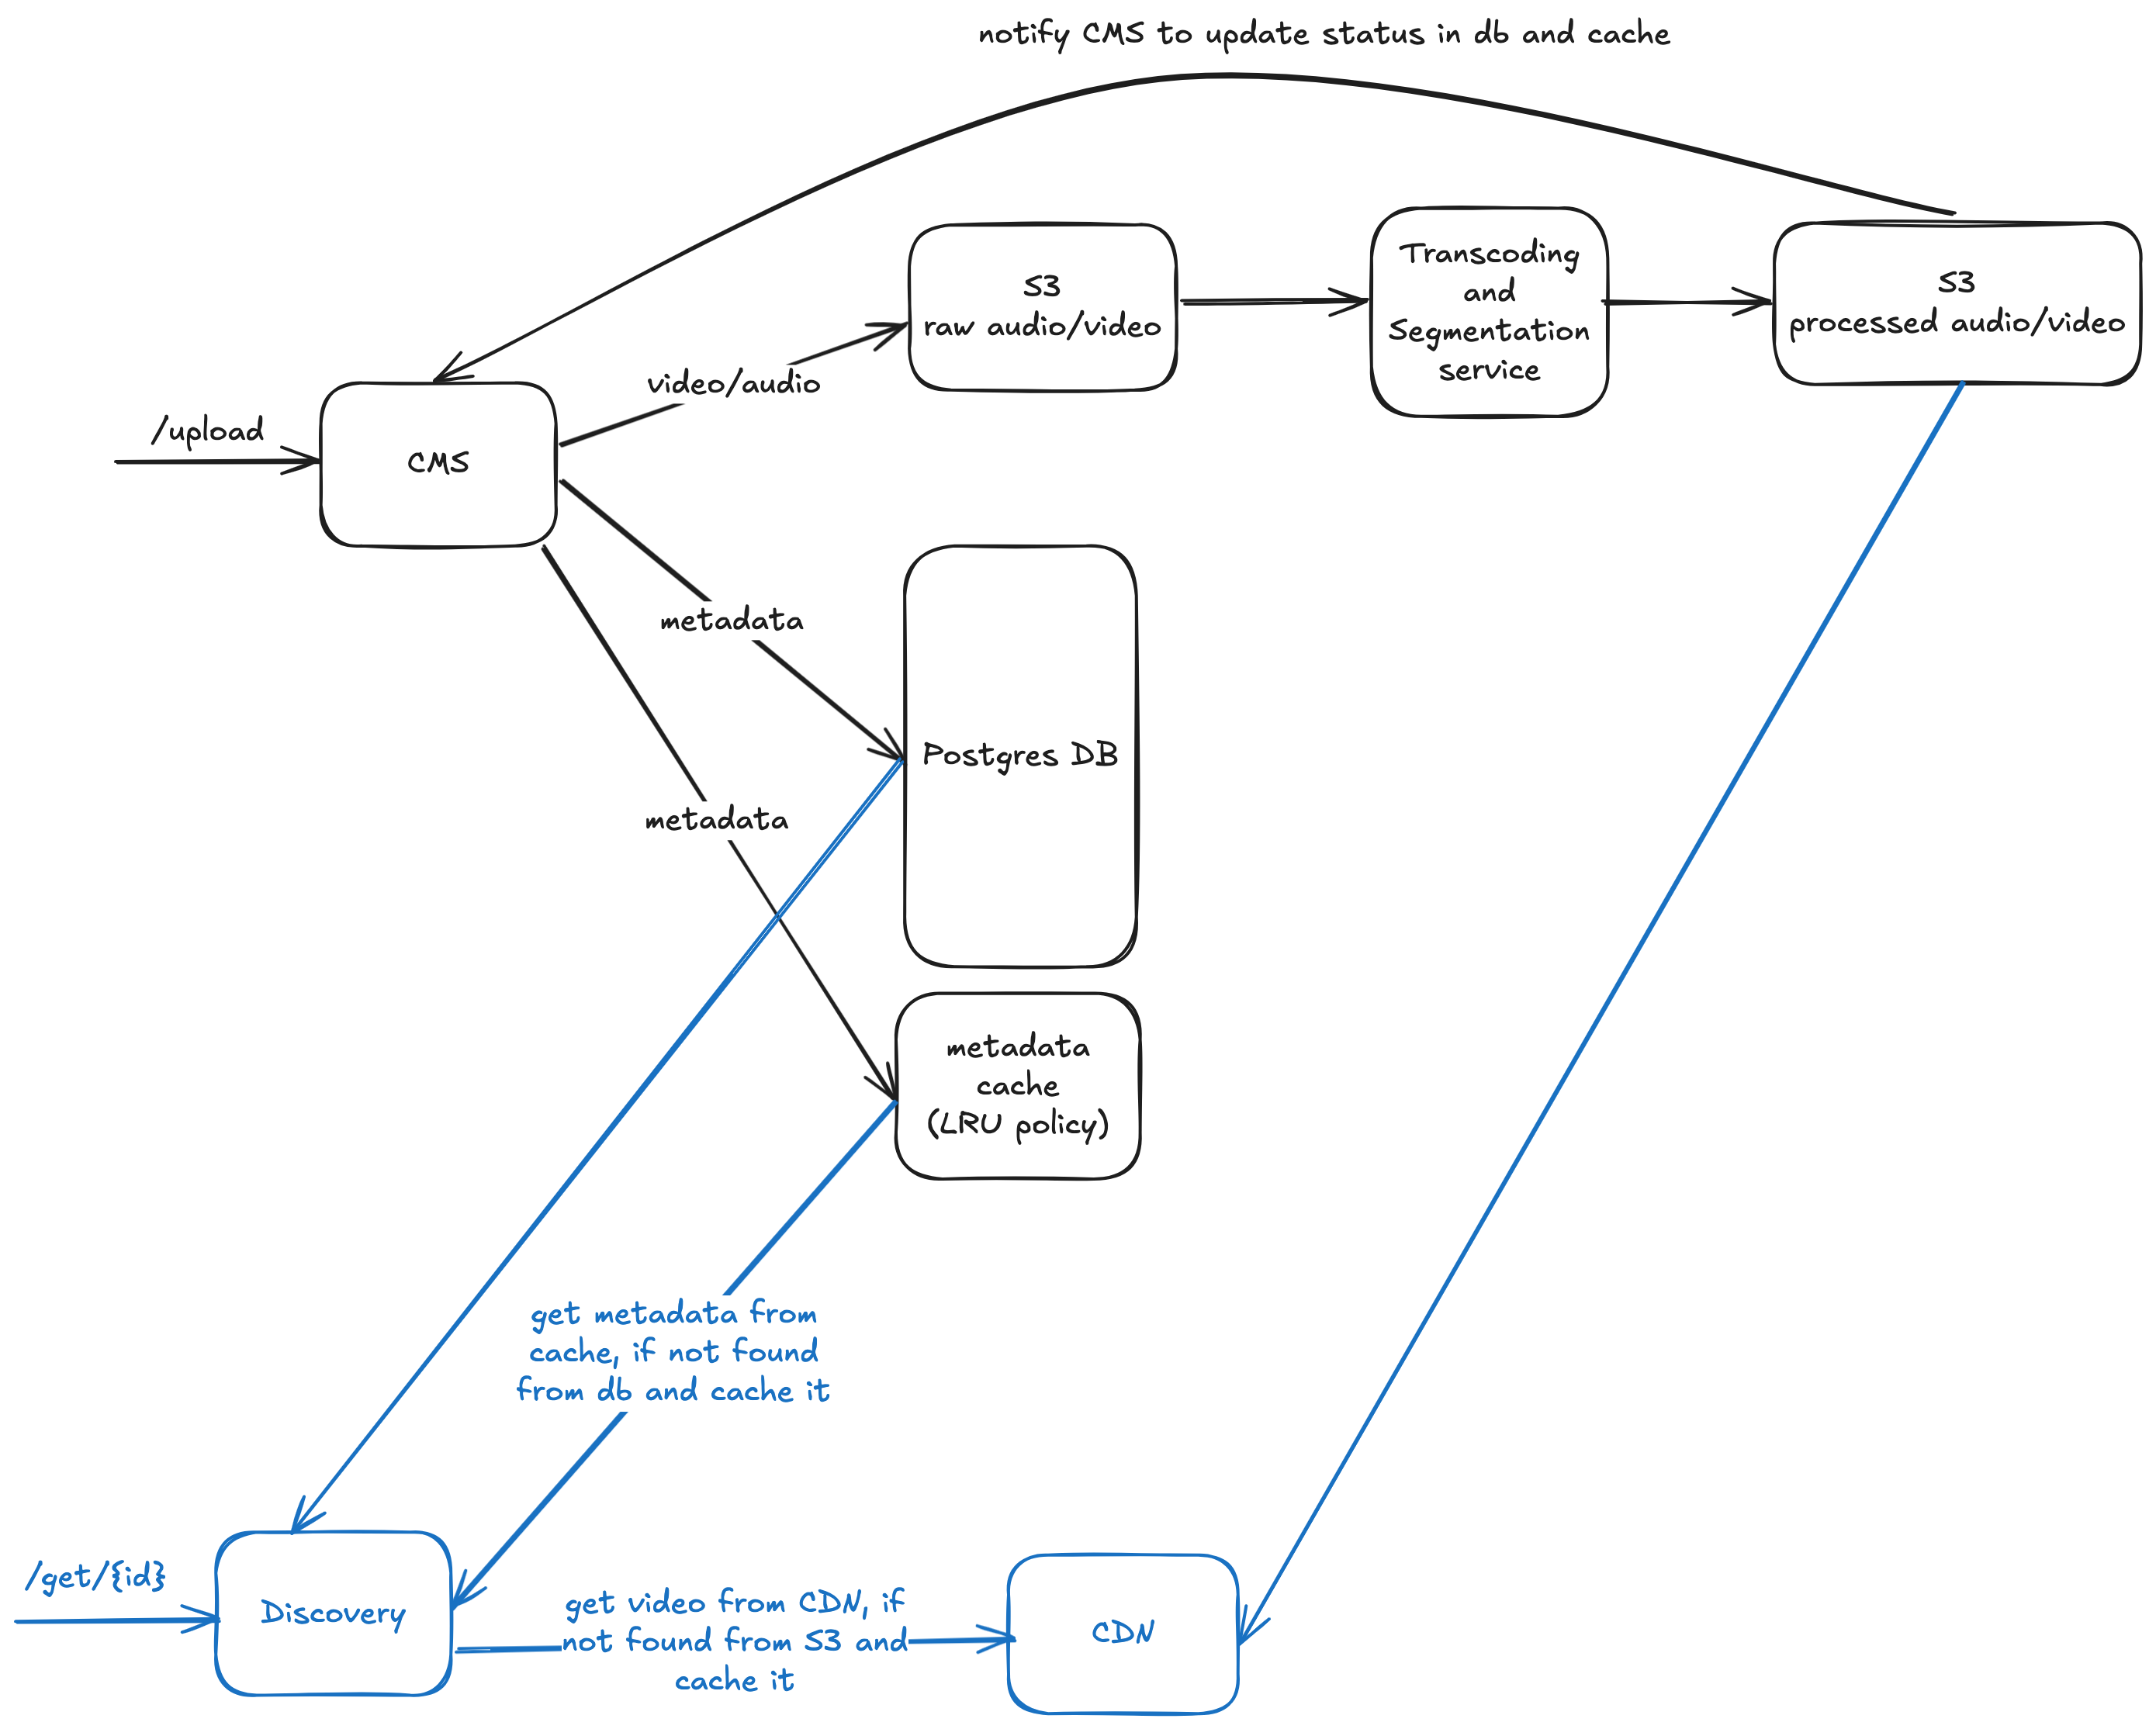 notify CMS to update status in db and cache
S3
raw audio/video
Transcoding
and
segmentation
service
S3
processed audio/video
video/audio
/upload
CMS
metadata
Postgres DB
metadata
metadata
cache
(LRU policy)
get metadata from
cache, if not found
from db and cache it
/get/{id}
Discovery
get video from CDN, if
not found from S3 and
cache it
CDN